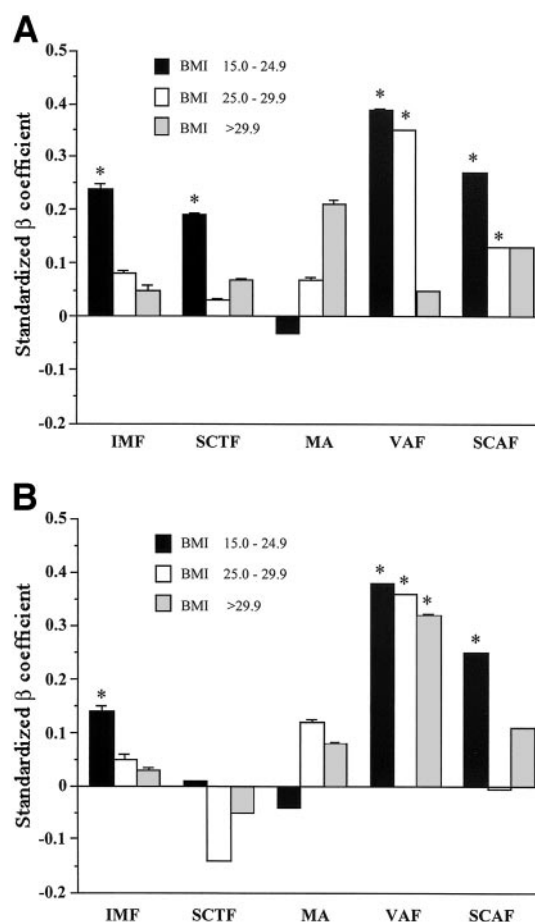 A
0.5
0.4
0.3
0.2
0.1
0
-0.1
-0.2
Standardized β coefficient
BMI 15.0 - 24.9
BMI 25.0 - 29.9
BMI >29.9
* * * * * *
IMF SCTF MA VAF SCAF
B
0.5
0.4
0.3
0.2
0.1
0
-0.1
-0.2
Standardized β coefficient
BMI 15.0 - 24.9
BMI 25.0 - 29.9
BMI >29.9
* * * * *
IMF SCTF MA VAF SCAF